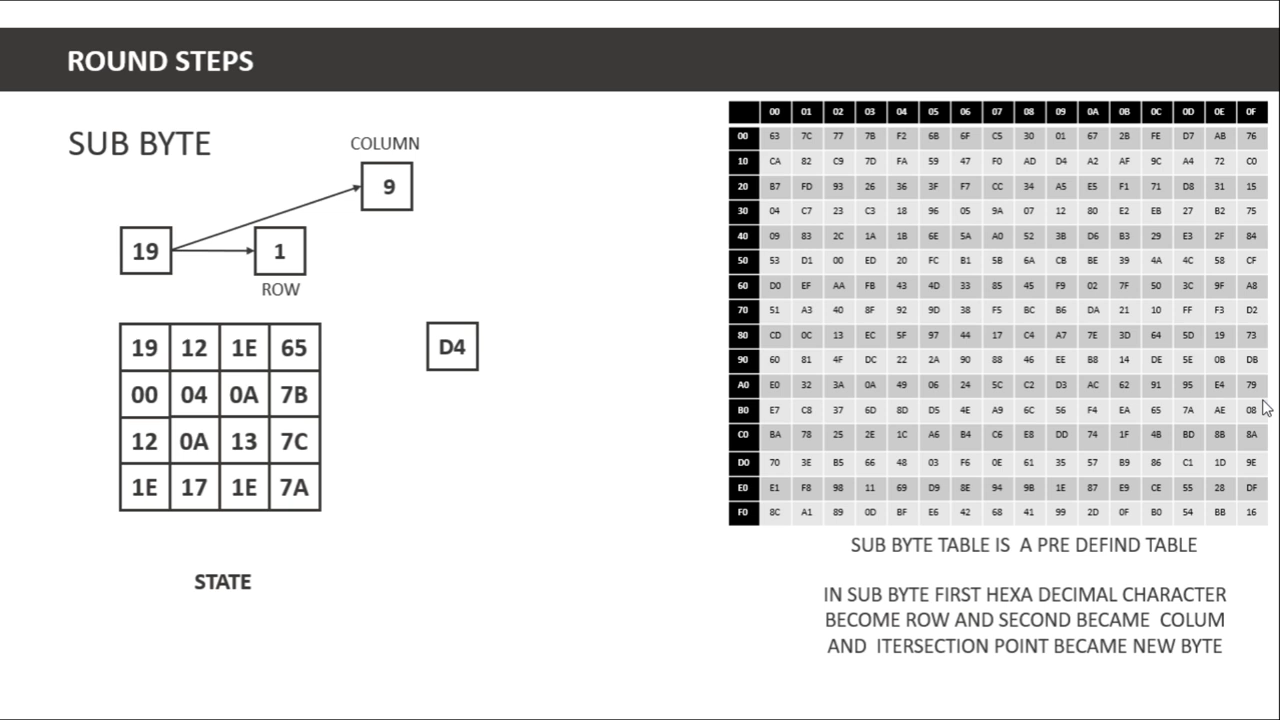 ROUND STEPS
SUB BYTE
COLUMN
9
19
1
ROW
19 12 1E 65
00 04 0A 7B
12 0A 13 7C
1E 17 1E 7A
D4
STATE
00 01 02 03 04 05 06 07 08 09 0A 0B 0C 0D 0E 0F
00 63 7C 77 7B F2 6B 6F C5 30 01 67 2B FE D7 AB 76
10 CA 82 C9 7D FA 59 47 F0 AD D4 A2 AF 9C A4 72 C0
20 B7 FD 93 26 36 3F F7 CC 34 A5 E5 F1 71 D8 31 15
30 04 C7 23 C3 18 96 05 9A 07 12 80 E2 EB 27 B2 75
40 09 83 2C 1A 1B 6E 5A A0 52 3B D6 B3 29 E3 2F 84
50 53 D1 00 ED 20 FC B1 5B 6A CB BE 39 4A 4C 58 CF
60 D0 EF AA FB 43 4D 33 85 45 F9 02 7F 50 3C 9F A8
70 51 A3 40 8F 92 9D 38 F5 BC B6 DA 21 10 FF F3 D2
80 CD 0C 13 EC 5F 97 44 17 C4 A7 7E 3D 64 5D 19 73
90 60 81 4F DC 22 2A 90 88 46 EE B8 14 DE 5E 0B DB
A0 E0 32 3A 0A 49 06 24 5C C2 D3 AC 62 91 95 E4 79
B0 E7 C8 37 6D 8D D5 4E A9 6C 56 F4 EA 65 7A AE 08
C0 BA 78 25 2E 1C A6 B4 C6 E8 DD 74 1F 4B BD 8B 8A
D0 70 3E B5 66 48 03 F6 0E 61 35 57 B9 86 C1 1D 9E
E0 E1 F8 98 11 69 D9 8E 94 9B 1E 87 E9 CE 55 28 DF
F0 8C A1 89 0D BF E6 42 68 41 99 2D 0F B0 54 BB 16
SUB BYTE TABLE IS A PRE DEFIND TABLE
IN SUB BYTE FIRST HEXA DECIMAL CHARACTER
BECOME ROW AND SECOND BECAME COLUM
AND ITERSECTION POINT BECAME NEW BYTE